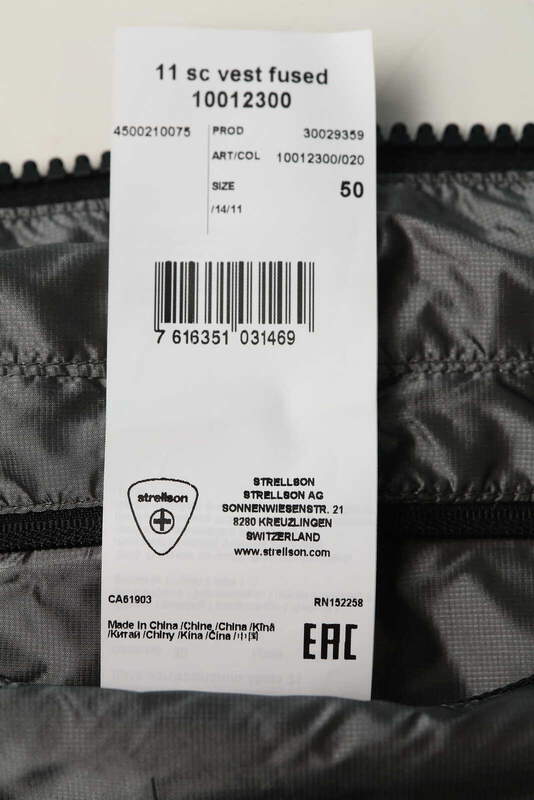 11 sc vest fused
10012300
4500210075
PROD 30029359
ART/COL 10012300/020
SIZE 50
/14/11
7 616351 031469
strellson
STRELLSON
STRELLSON AG
SONNENWIESENSTR. 21
8280 KREUZLINGEN
SWITZERLAND
www.strellson.com
CA61903
RN152258
Made in China /Chine /China /Ķīnā
/Китай /Chiny /Kína /Čína /中国
EAC